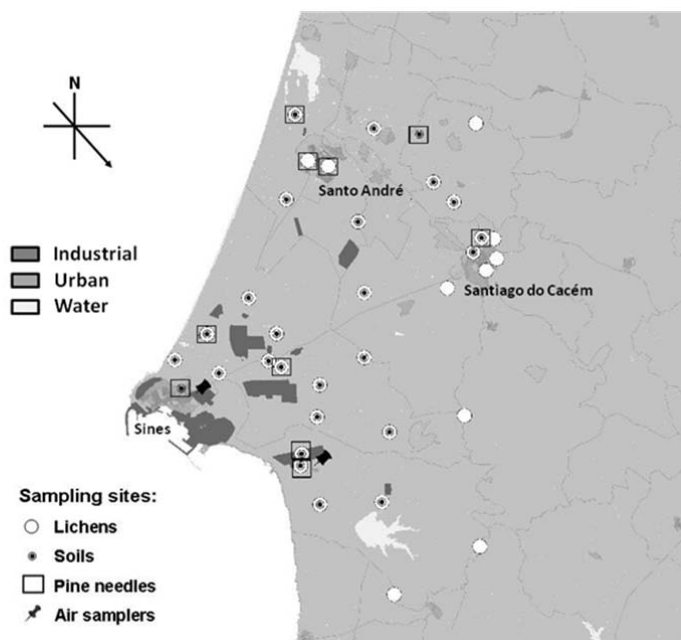 N
Santo André
Industrial
Urban
Water
Santiago do Cacém
Sines
Sampling sites:
Lichens
Soils
Pine needles
Air samplers